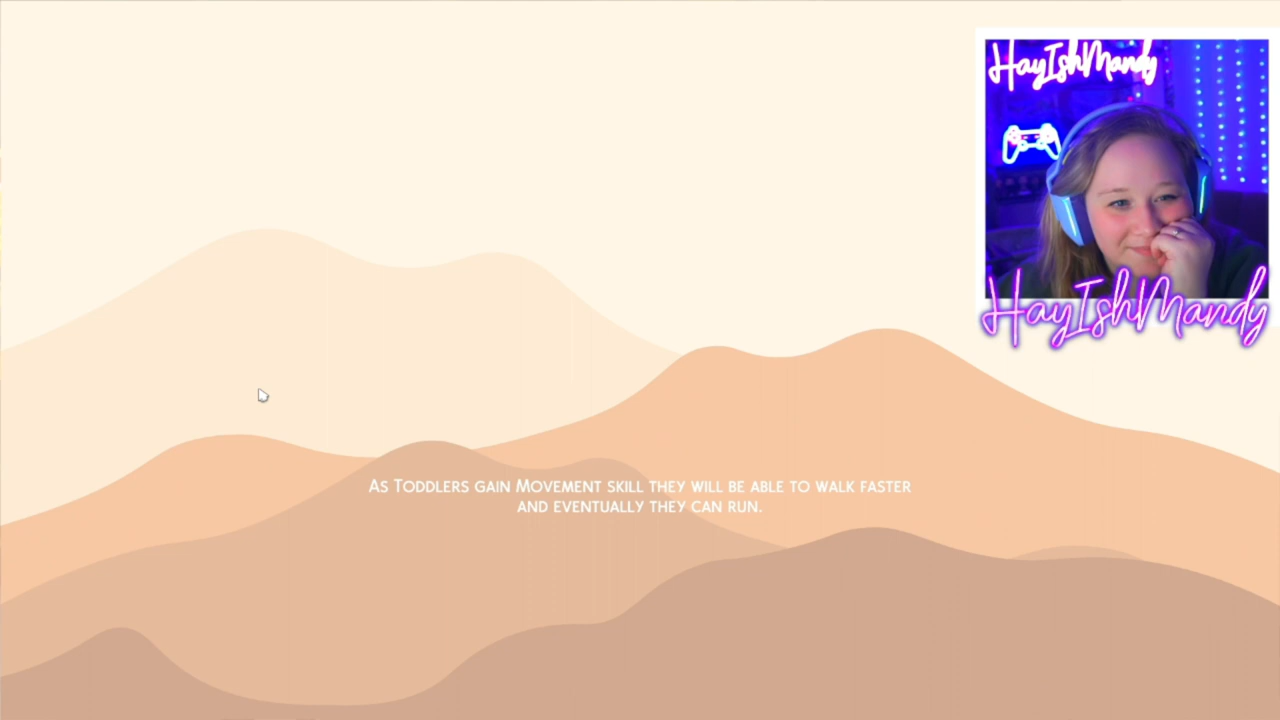 HayIshMandy
HayIshMandy
As Toddlers gain Movement skill they will be able to walk faster
and eventually they can run.